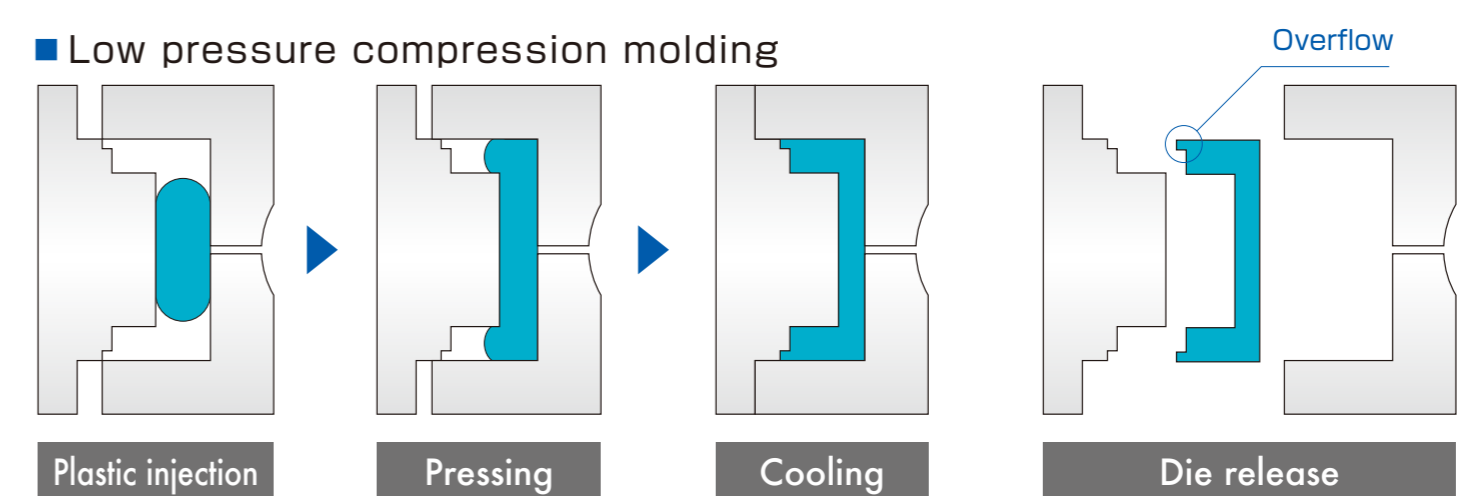 ■ Low pressure compression molding
Overflow
Plastic injection
Pressing
Cooling
Die release